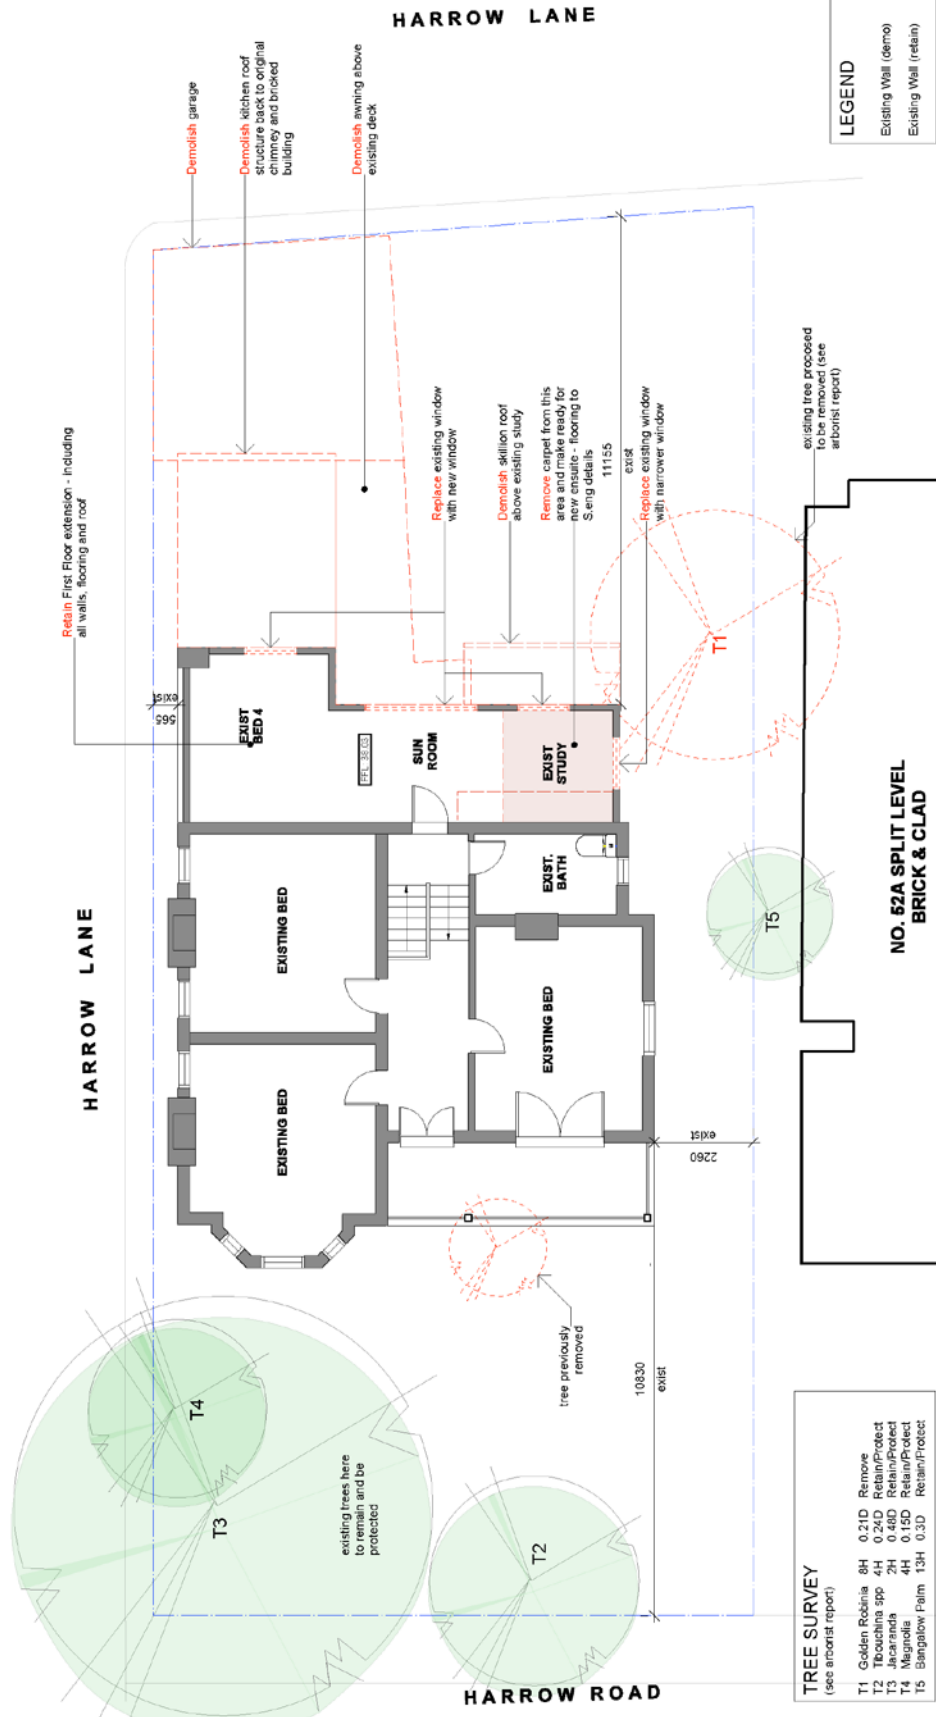 HARROW LANE
LEGEND
Existing Wall (demo)
Existing Wall (retain)
Demolish garage
Demolish kitchen roof
structure back to original
chimney and bricked
building
Demolish awning above
existing deck
Retain First Floor extension - including
all walls, flooring and roof
Replace existing window
with new window
Demolish skillion roof
above existing study
Remove carpet from this
area and make ready for
new ensuite - flooring to
S.eng details
11155
exist
Replace existing window
with narrower window
existing tree proposed
to be removed (see
arborist report)
T1
565
exist
EXIST
BED 4
FFL 38.03
SUN
ROOM
EXIST
STUDY
HARROW LANE
EXISTING BED
EXIST.
BATH
T5
NO. 52A SPLIT LEVEL
BRICK & CLAD
EXISTING BED
EXISTING BED
2260
exist
tree previously
removed
10830
exist
T4
T3
existing trees here
to remain and be
protected
T2
HARROW ROAD
TREE SURVEY
(see arborist report)
T1 Golden Robinia 8H 0.21D Remove
T2 Tibouchina spp 4H 0.24D Retain/Protect
T3 Jacaranda 2H 0.48D Retain/Protect
T4 Magnolia 4H 0.15D Retain/Protect
T5 Bangalow Palm 13H 0.3D Retain/Protect